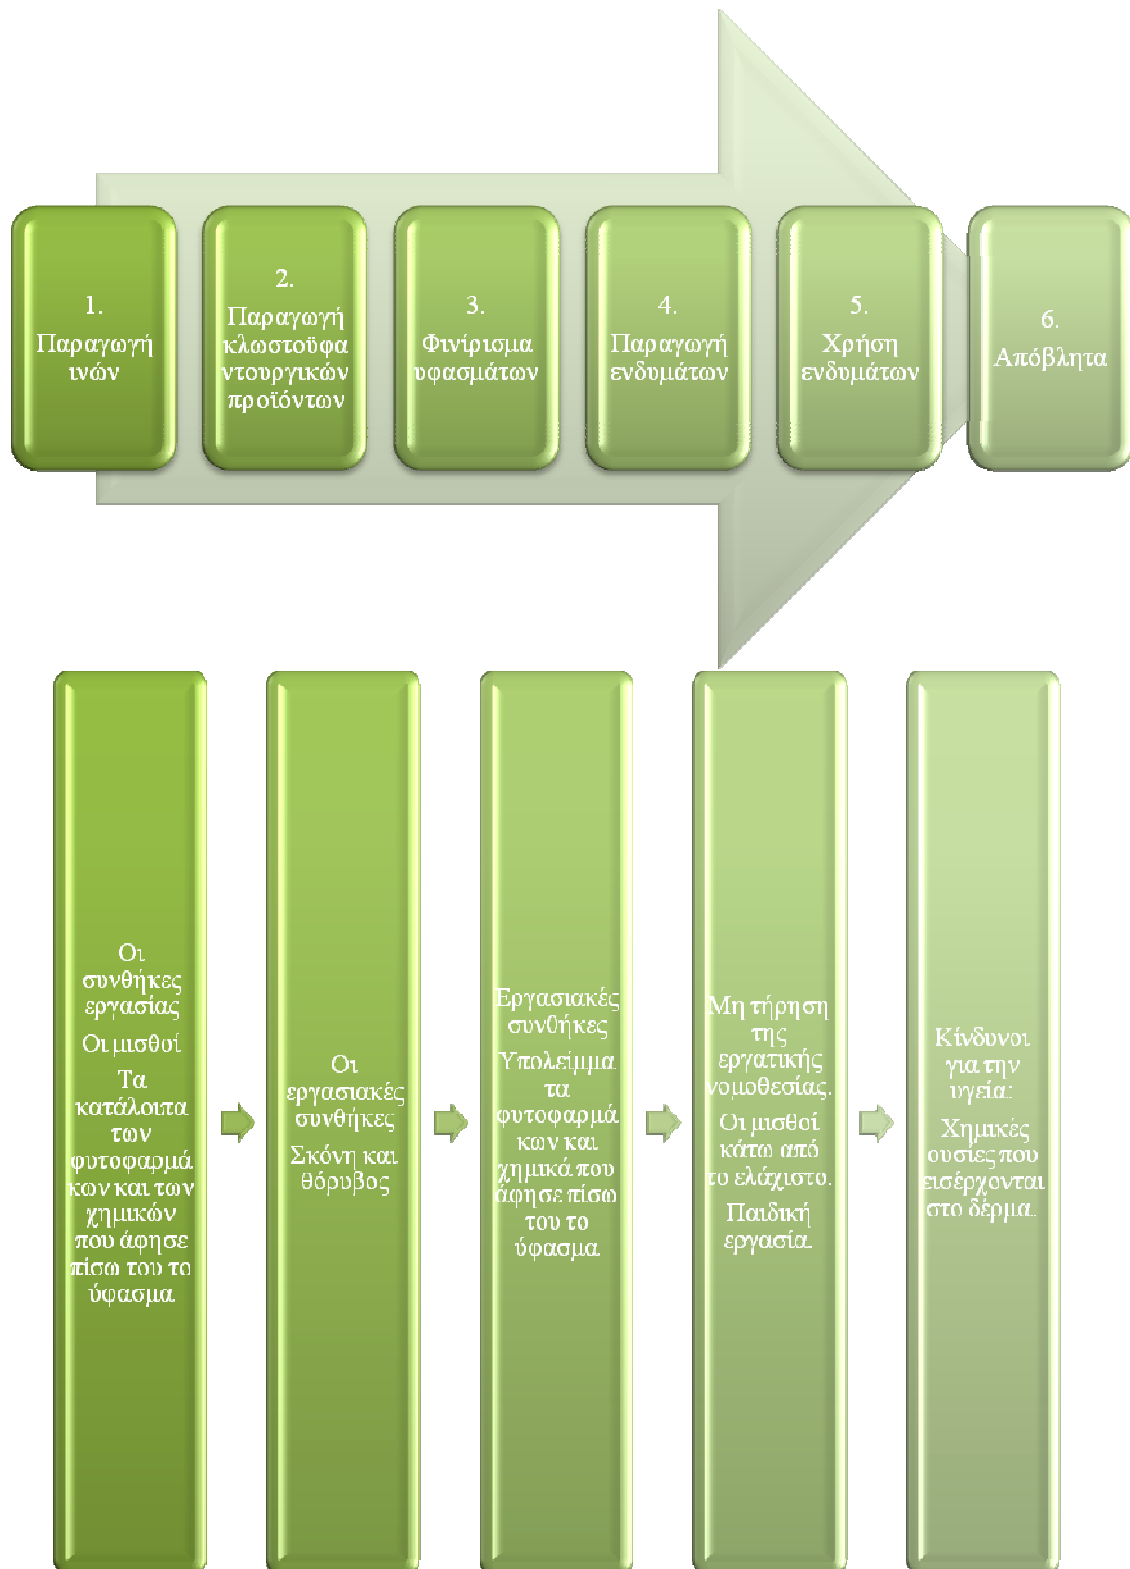 1.
Παραγωγή
ινών
2.
Παραγωγή
κλωστοϋφα
ντουργικών
προϊόντων
3.
Φινίρισμα
υφασμάτων
4.
Παραγωγή
ενδυμάτων
5.
Χρήση
ενδυμάτων
6.
Απόβλητα
Οι
συνθήκες
εργασίας
Οι μισθοί
Τα
κατάλοιπα
των
φυτοφαρμά
κων και των
χημικών
που άφησε
πίσω του το
ύφασμα.
Οι
εργασιακές
συνθήκες
Σκόνη και
θόρυβος
Εργασιακές
συνθήκες
Υπολείμμα
τα
φυτοφαρμά
κων και
χημικά που
άφησε πίσω
του το
ύφασμα.
Μη τήρηση
της
εργατικής
νομοθεσίας.
Οι μισθοί
κάτω από
το ελάχιστο.
Παιδική
εργασία.
Κίνδυνοι
για την
υγεία:
Χημικές
ουσίες που
εισέρχονται
στο δέρμα.